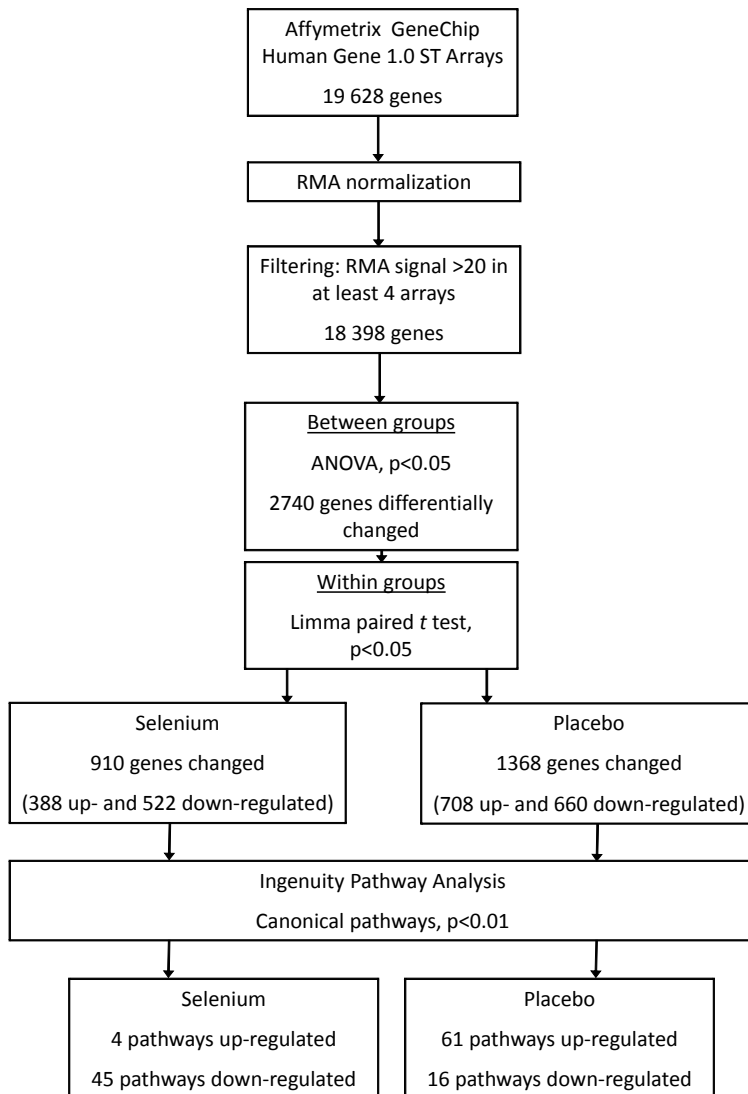 Affymetrix GeneChip
Human Gene 1.0 ST Arrays
19 628 genes
RMA normalization
Filtering: RMA signal >20 in
at least 4 arrays
18 398 genes
Between groups
ANOVA, p<0.05
2740 genes differentially
changed
Within groups
Limma paired t test,
p<0.05
Selenium
910 genes changed
(388 up- and 522 down-regulated)
Placebo
1368 genes changed
(708 up- and 660 down-regulated)
Ingenuity Pathway Analysis
Canonical pathways, p<0.01
Selenium
4 pathways up-regulated
45 pathways down-regulated
Placebo
61 pathways up-regulated
16 pathways down-regulated